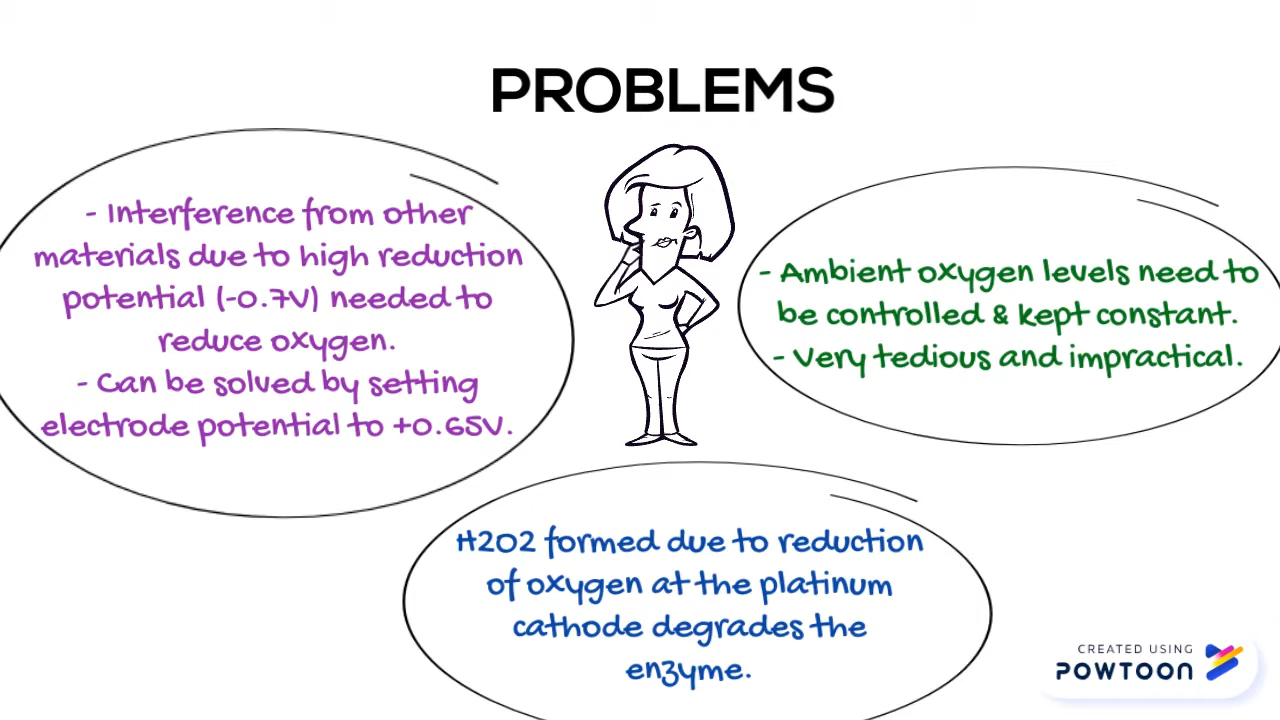 PROBLEMS
- Interference from other
materials due to high reduction
potential (-0.7V) needed to
reduce oxygen.
- Can be solved by setting
electrode potential to +0.65V.
- Ambient oxygen levels need to
be controlled & kept constant.
- Very tedious and impractical.
H2O2 formed due to reduction
of oxygen at the platinum
cathode degrades the
enzyme.
CREATED USING
POWTOON